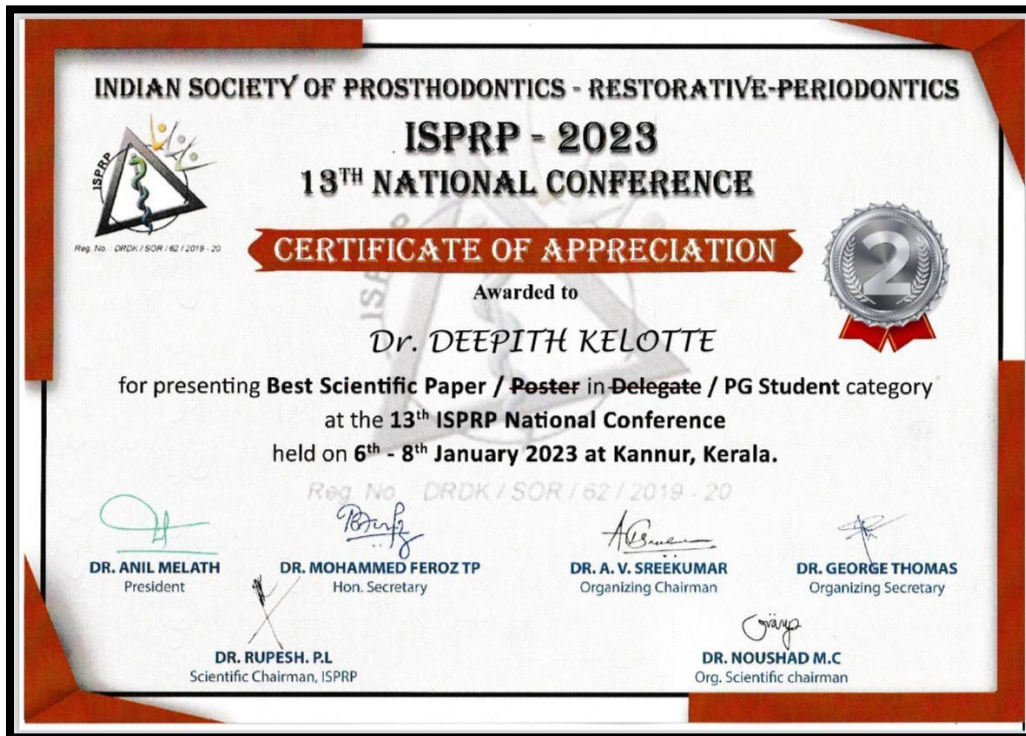 INDIAN SOCIETY OF PROSTHODONTICS - RESTORATIVE-PERIODONTICS
ISPRP - 2023
13TH NATIONAL CONFERENCE
ISPRP
Reg. No. : DRDK / SOR / 62 / 2019 - 20
CERTIFICATE OF APPRECIATION
2
Awarded to
Dr. DEEPITH KELOTTE
for presenting Best Scientific Paper / Poster in Delegate / PG Student category
at the 13th ISPRP National Conference
held on 6th - 8th January 2023 at Kannur, Kerala.
Reg. No : DRDK / SOR / 62 / 2019 - 20
DR. ANIL MELATH
President
DR. MOHAMMED FEROZ TP
Hon. Secretary
DR. A. V. SREEKUMAR
Organizing Chairman
DR. GEORGE THOMAS
Organizing Secretary
DR. RUPESH. P.L
Scientific Chairman, ISPRP
DR. NOUSHAD M.C
Org. Scientific chairman